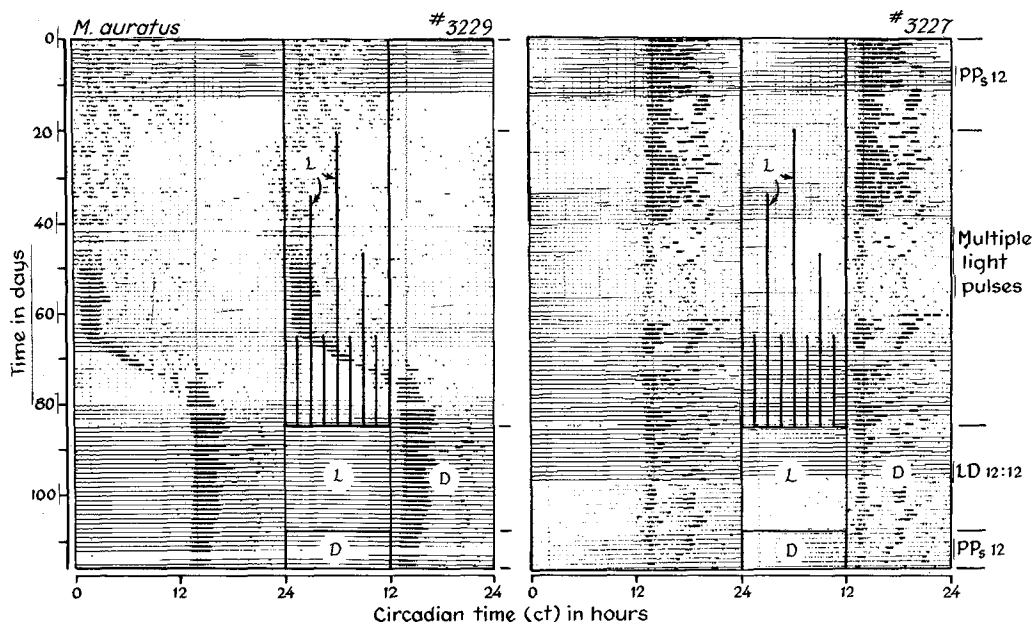 M. auratus #3229
#3227
0
20
40
60
80
100
Time in days
L
L
D
D
L
L
D
D
PPs 12
Multiple
light
pulses
LD 12:12
PPs 12
0 12 24 12 24
0 12 24 12 24
Circadian time (ct) in hours